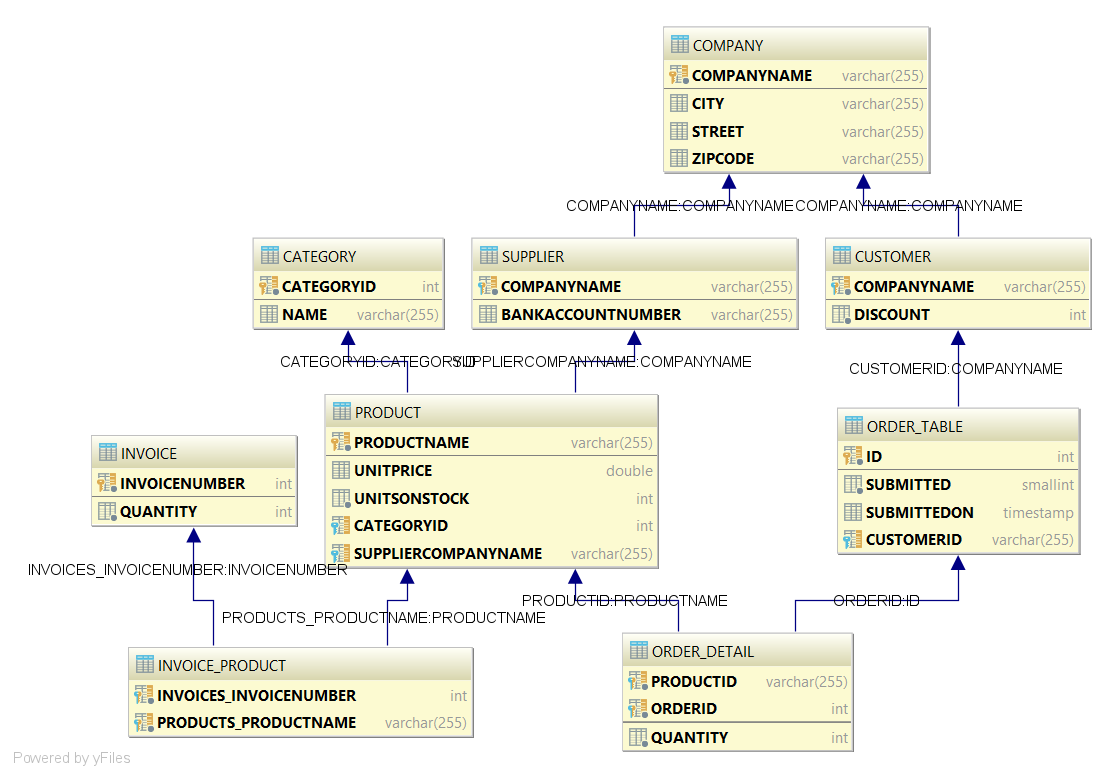 COMPANY
COMPANYNAME varchar(255)
CITY varchar(255)
STREET varchar(255)
ZIPCODE varchar(255)
COMPANYNAME:COMPANYNAME
COMPANYNAME:COMPANYNAME
CATEGORY
CATEGORYID int
NAME varchar(255)
SUPPLIER
COMPANYNAME varchar(255)
BANKACCOUNTNUMBER varchar(255)
CUSTOMER
COMPANYNAME varchar(255)
DISCOUNT int
CATEGORYID:CATEGORYID
SUPPLIERCOMPANYNAME:COMPANYNAME
CUSTOMERID:COMPANYNAME
PRODUCT
PRODUCTNAME varchar(255)
UNITPRICE double
UNITSONSTOCK int
CATEGORYID int
SUPPLIERCOMPANYNAME varchar(255)
ORDER_TABLE
ID int
SUBMITTED smallint
SUBMITTEDON timestamp
CUSTOMERID varchar(255)
INVOICE
INVOICENUMBER int
QUANTITY int
INVOICES_INVOICENUMBER:INVOICENUMBER
PRODUCTS_PRODUCTNAME:PRODUCTNAME
PRODUCTID:PRODUCTNAME
ORDERID:ID
INVOICE_PRODUCT
INVOICES_INVOICENUMBER int
PRODUCTS_PRODUCTNAME varchar(255)
ORDER_DETAIL
PRODUCTID varchar(255)
ORDERID int
QUANTITY int
Powered by yFiles